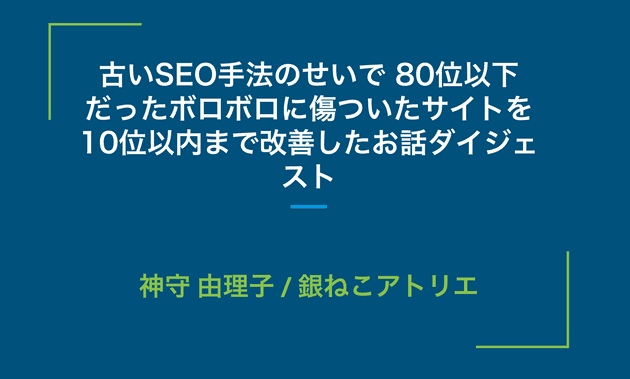 古いSEO手法のせいで 80位以下
だったボロボロに傷ついたサイトを
10位以内まで改善したお話ダイジェ
スト
神守 由理子 / 銀ねこアトリエ